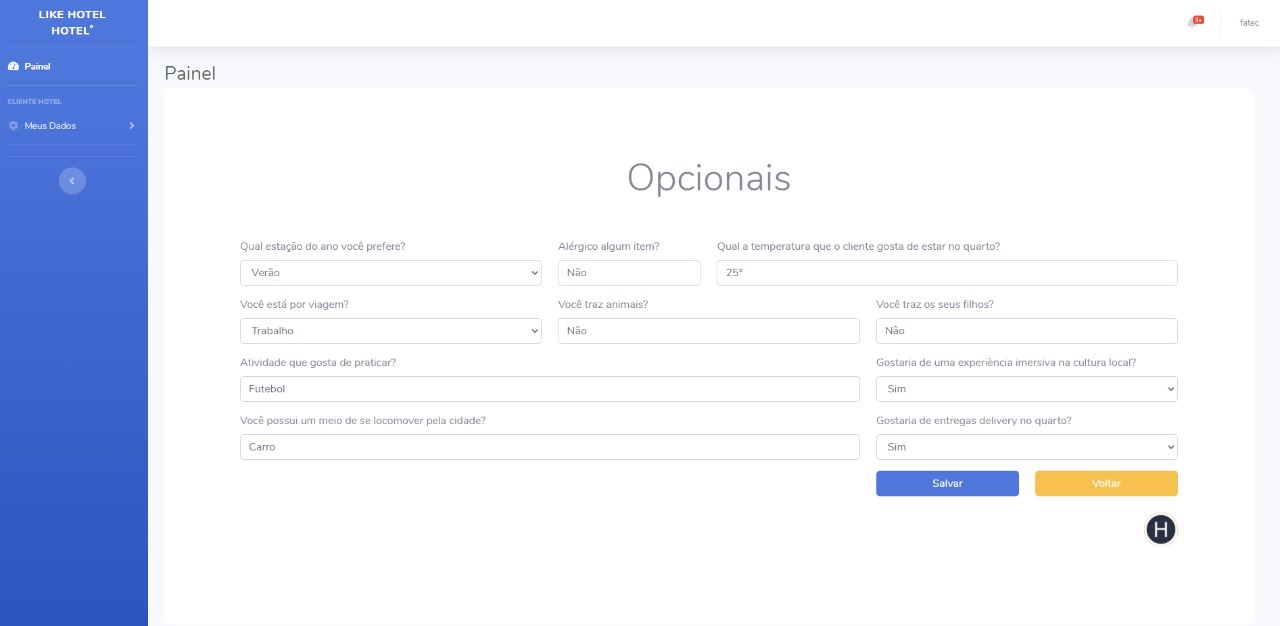 LIKE HOTEL
HOTEL®
3+
fatec
Painel
CLIENTE HOTEL
Meus Dados
Painel
Opcionais
Qual estação do ano você prefere?
Alérgico algum item?
Qual a temperatura que o cliente gosta de estar no quarto?
Verão
Não
25º
Você está por viagem?
Você traz animais?
Você traz os seus filhos?
Trabalho
Não
Não
Atividade que gosta de praticar?
Gostaria de uma experiência imersiva na cultura local?
Futebol
Sim
Você possui um meio de se locomover pela cidade?
Gostaria de entregas delivery no quarto?
Carro
Sim
Salvar
Voltar
H